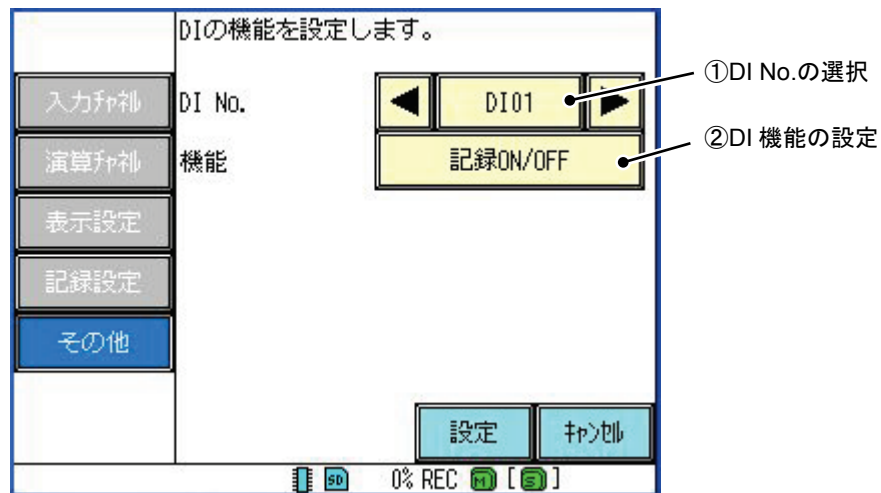 DIの機能を設定します。
①DI No.の選択
入力ﾁｬﾈﾙ DI No. DI01
②DI 機能の設定
演算ﾁｬﾈﾙ 機能 記録ON/OFF
表示設定
記録設定
その他
設定 ｷｬﾝｾﾙ
SD 0% REC M [S]